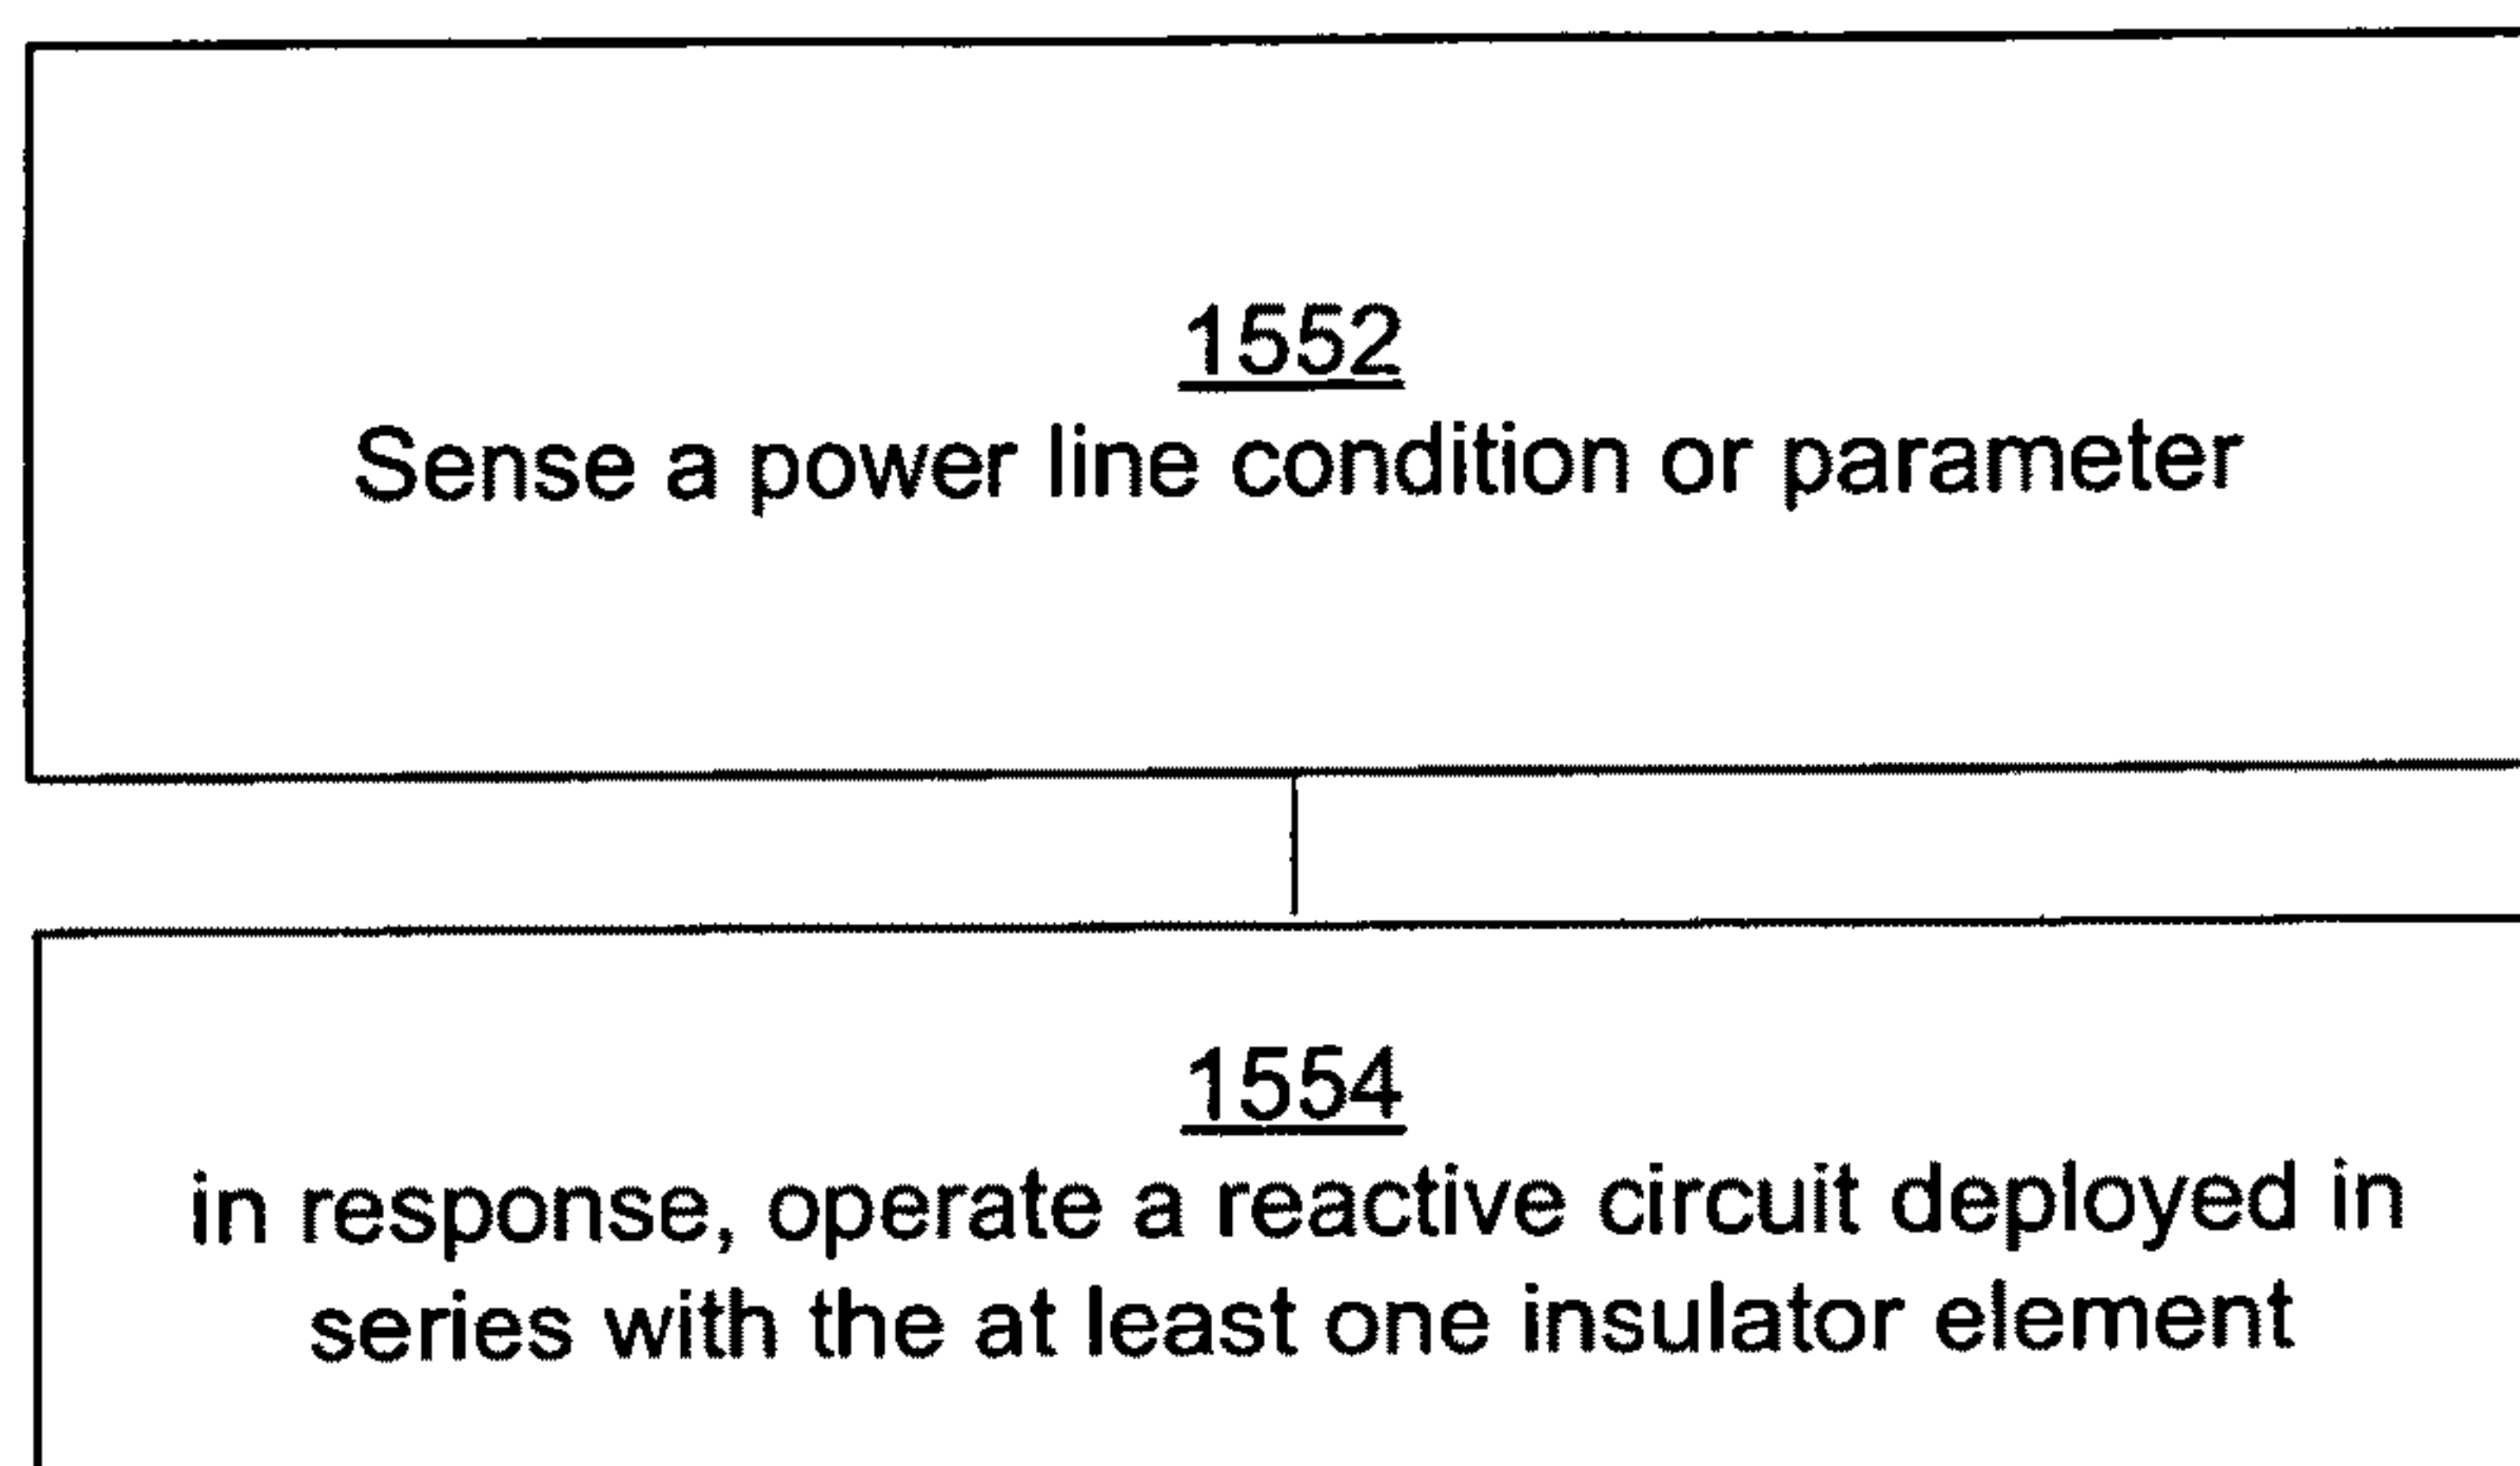 1552
Sense a power line condition or parameter
1554
in response, operate a reactive circuit deployed in
series with the at least one insulator element